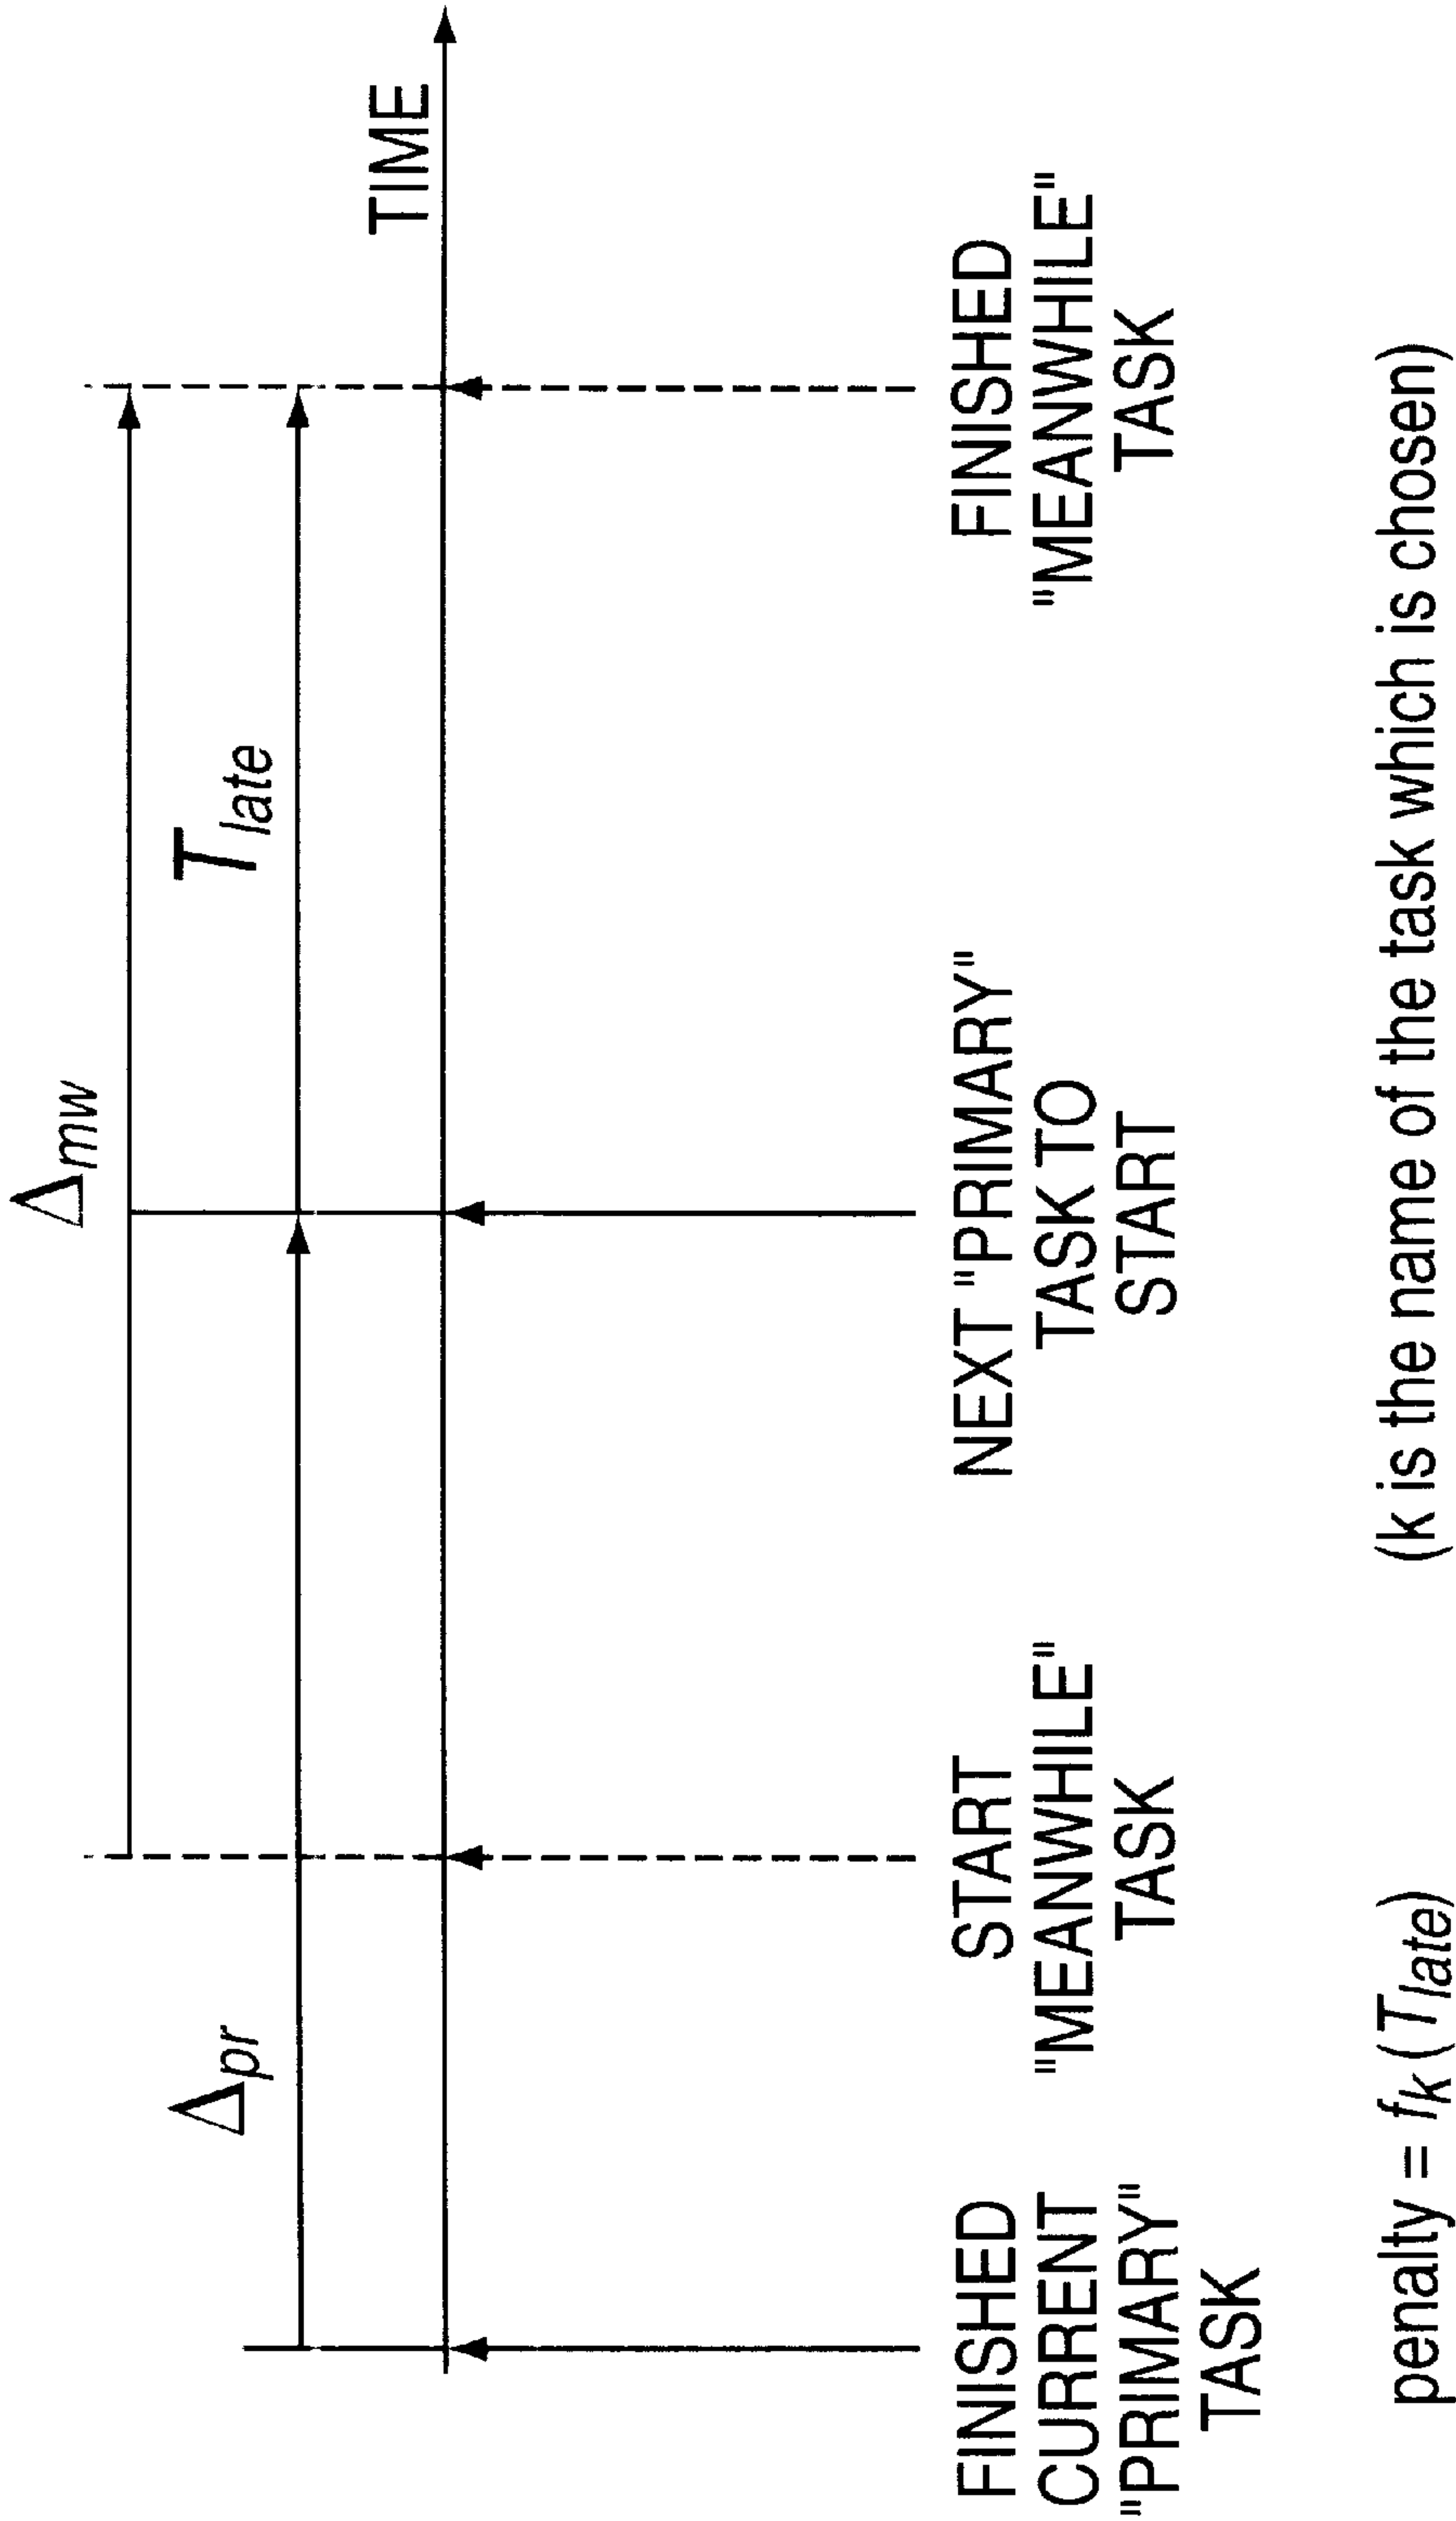 Δmw
Δpr
Tlate
TIME
FINISHED
CURRENT
"PRIMARY"
TASK
START
"MEANWHILE"
TASK
NEXT "PRIMARY"
TASK TO
START
FINISHED
"MEANWHILE"
TASK
penalty = fk (Tlate)
(k is the name of the task which is chosen)